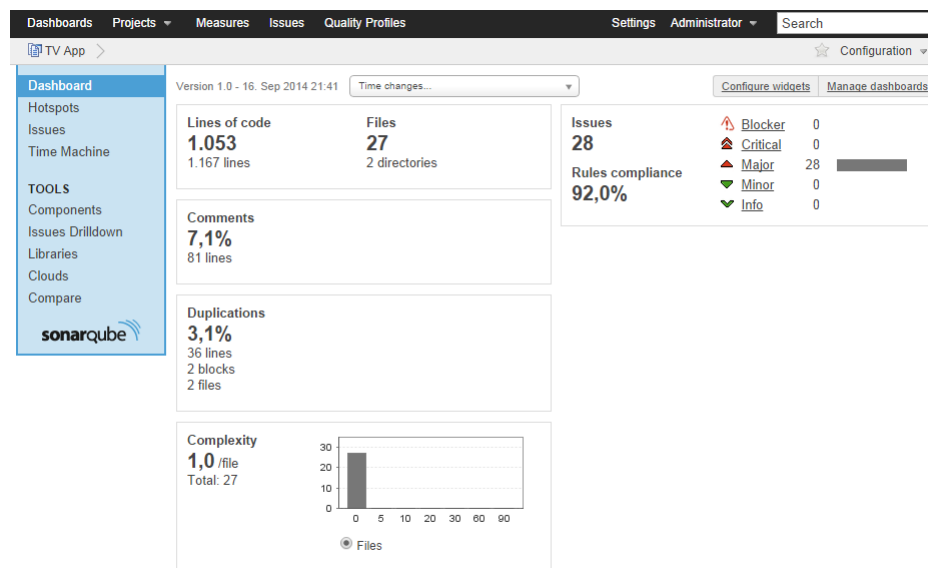 Dashboards Projects Measures Issues Quality Profiles Settings Administrator Search
TV App Configuration
Dashboard
Hotspots
Issues
Time Machine
TOOLS
Components
Issues Drilldown
Libraries
Clouds
Compare
sonarqube
Version 1.0 - 16. Sep 2014 21:41 Time changes... Configure widgets Manage dashboards
Lines of code
1.053
1.167 lines
Files
27
2 directories
Comments
7,1%
81 lines
Duplications
3,1%
36 lines
2 blocks
2 files
Complexity
1,0 /file
Total: 27
30
20
10
0
0 5 10 20 30 60 90
Files
Issues
28
Rules compliance
92,0%
Blocker 0
Critical 0
Major 28
Minor 0
Info 0